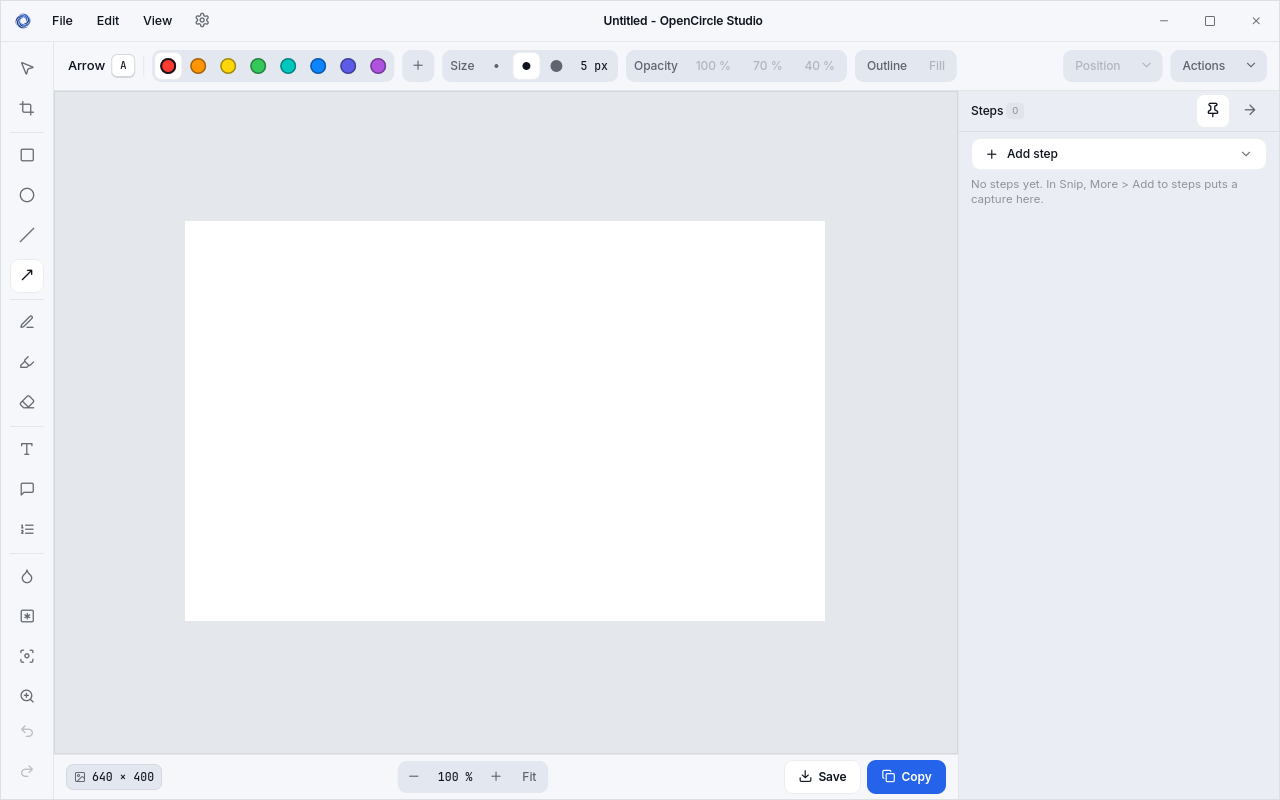 File Edit View
Untitled - OpenCircle Studio
Arrow A
Size 5 px
Opacity 100 % 70 % 40 %
Outline Fill
Position
Actions
Steps 0
Add step
No steps yet. In Snip, More > Add to steps puts a
capture here.
640 × 400
100 % Fit
Save
Copy